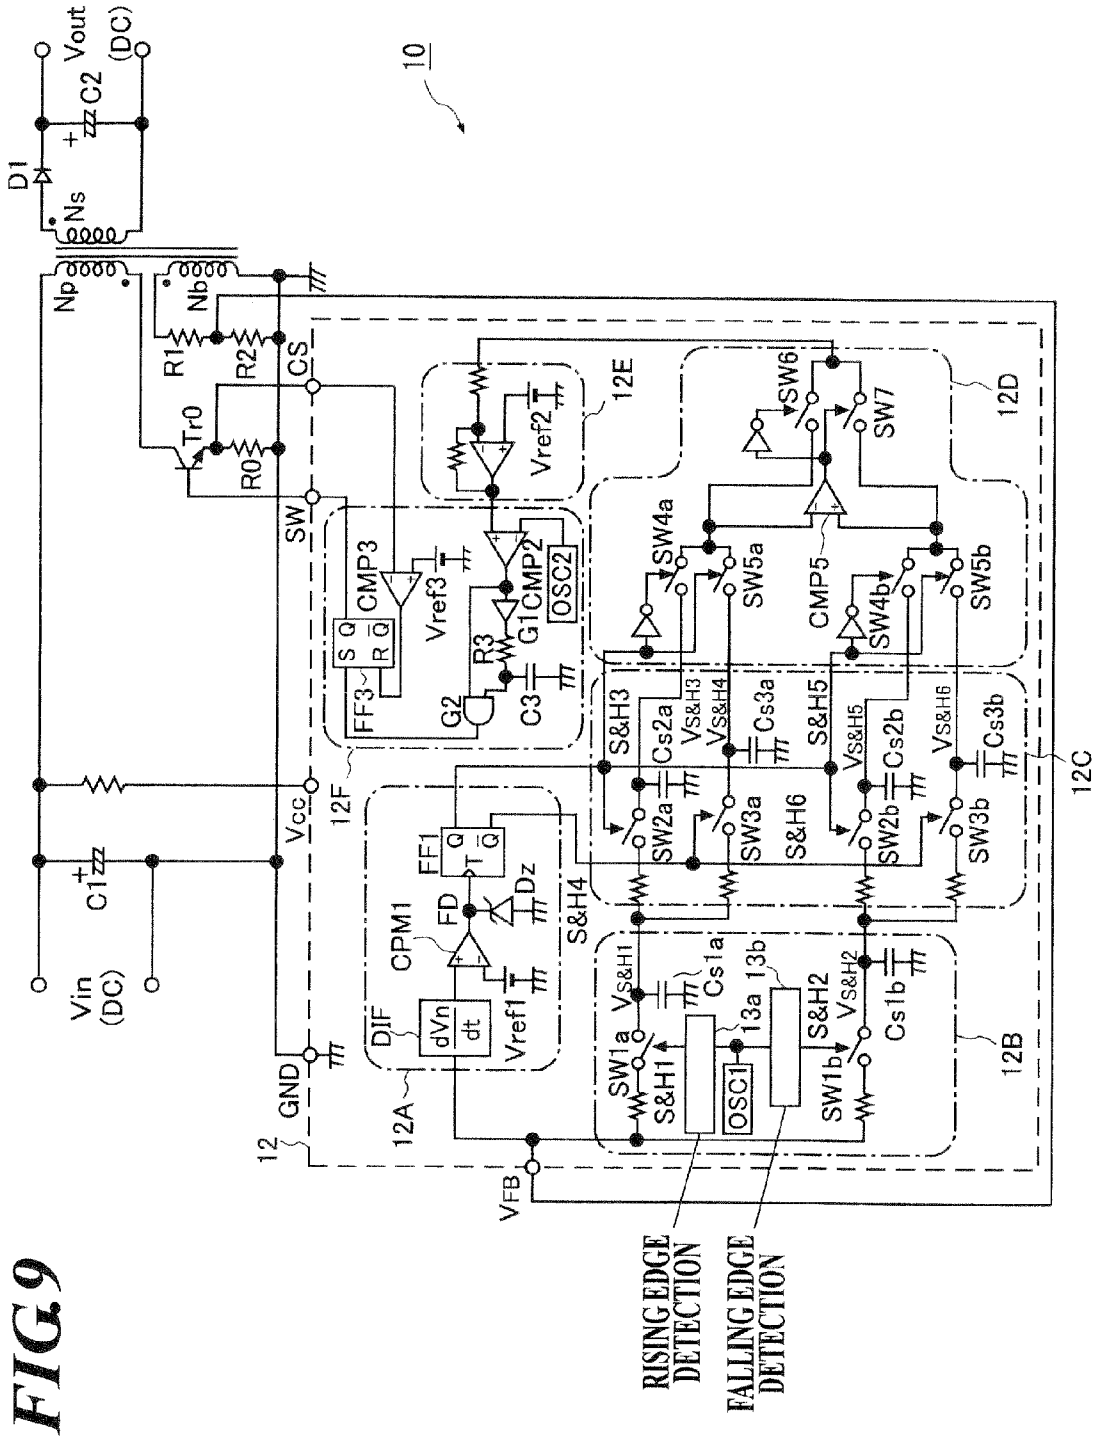 FIG.9
10
Vin
(DC)
C1
+
Vcc
Np
Ns
Nb
D1
+
C2
Vout
(DC)
R1
R2
Tr0
R0
CS
SW
GND
12
VFB
12A
DIF
dVn
dt
CPM1
Vref1
FD
Dz
FF1
T
Q
Q̅
12F
FF3
S Q
R Q̅
CMP3
Vref3
G2
R3
C3
G1
CMP2
OSC2
12E
Vref2
12B
SW1a
S&H1
VS&H1
Cs1a
13a
13b
OSC1
S&H2
SW1b
VS&H2
Cs1b
RISING EDGE
DETECTION
FALLING EDGE
DETECTION
12C
S&H4
S&H3
SW2a
Cs2a
VS&H3
VS&H4
SW3a
Cs3a
S&H6
S&H5
SW2b
Cs2b
VS&H5
VS&H6
SW3b
Cs3b
12D
SW4a
SW5a
SW4b
SW5b
CMP5
SW6
SW7